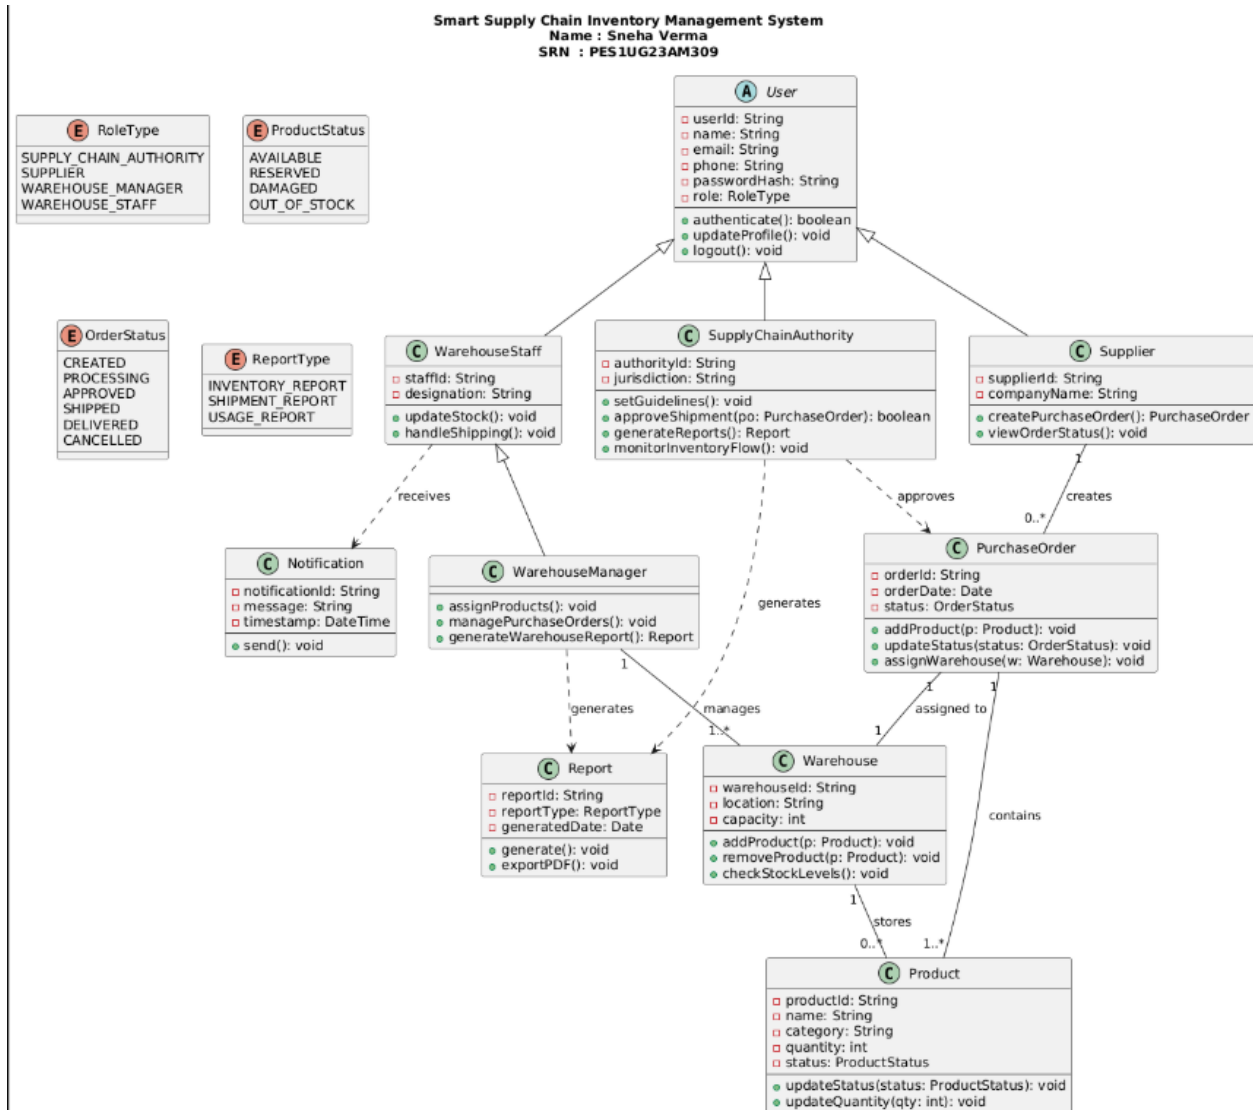 Smart Supply Chain Inventory Management System
Name : Sneha Verma
SRN : PES1UG23AM309
A User
userId: String
name: String
email: String
phone: String
passwordHash: String
role: RoleType
authenticate(): boolean
updateProfile(): void
logout(): void
E RoleType
SUPPLY_CHAIN_AUTHORITY
SUPPLIER
WAREHOUSE_MANAGER
WAREHOUSE_STAFF
E ProductStatus
AVAILABLE
RESERVED
DAMAGED
OUT_OF_STOCK
E OrderStatus
CREATED
PROCESSING
APPROVED
SHIPPED
DELIVERED
CANCELLED
E ReportType
INVENTORY_REPORT
SHIPMENT_REPORT
USAGE_REPORT
C WarehouseStaff
staffId: String
designation: String
updateStock(): void
handleShipping(): void
C SupplyChainAuthority
authorityId: String
jurisdiction: String
setGuidelines(): void
approveShipment(po: PurchaseOrder): boolean
generateReports(): Report
monitorInventoryFlow(): void
C Supplier
supplierId: String
companyName: String
createPurchaseOrder(): PurchaseOrder
viewOrderStatus(): void
receives
approves
1
creates
0..*
C Notification
notificationId: String
message: String
timestamp: DateTime
send(): void
C WarehouseManager
assignProducts(): void
managePurchaseOrders(): void
generateWarehouseReport(): Report
generates
C PurchaseOrder
orderId: String
orderDate: Date
status: OrderStatus
addProduct(p: Product): void
updateStatus(status: OrderStatus): void
assignWarehouse(w: Warehouse): void
generates
1
manages
1..*
1
assigned to
1
1
contains
1..*
C Report
reportId: String
reportType: ReportType
generatedDate: Date
generate(): void
exportPDF(): void
C Warehouse
warehouseId: String
location: String
capacity: int
addProduct(p: Product): void
removeProduct(p: Product): void
checkStockLevels(): void
1
stores
0..*
C Product
productId: String
name: String
category: String
quantity: int
status: ProductStatus
updateStatus(status: ProductStatus): void
updateQuantity(qty: int): void